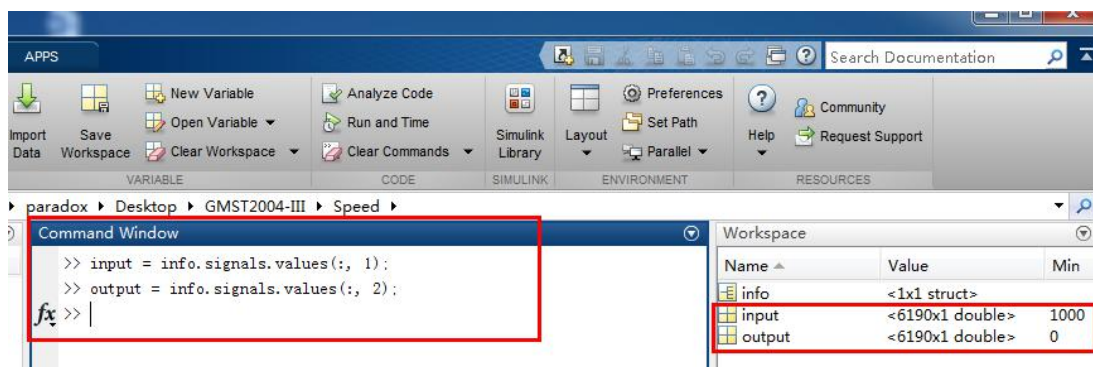 APPS
Search Documentation
New Variable
Analyze Code
Preferences
Open Variable
Run and Time
Set Path
Community
Import Data
Save Workspace
Clear Workspace
Clear Commands
Simulink Library
Layout
Parallel
Help
Request Support
VARIABLE
CODE
SIMULINK
ENVIRONMENT
RESOURCES
paradox ▸ Desktop ▸ GMST2004-III ▸ Speed ▸
Command Window
>> input = info.signals.values(:, 1);
>> output = info.signals.values(:, 2);
fx >>
Workspace
Name Value Min
info <1x1 struct>
input <6190x1 double> 1000
output <6190x1 double> 0